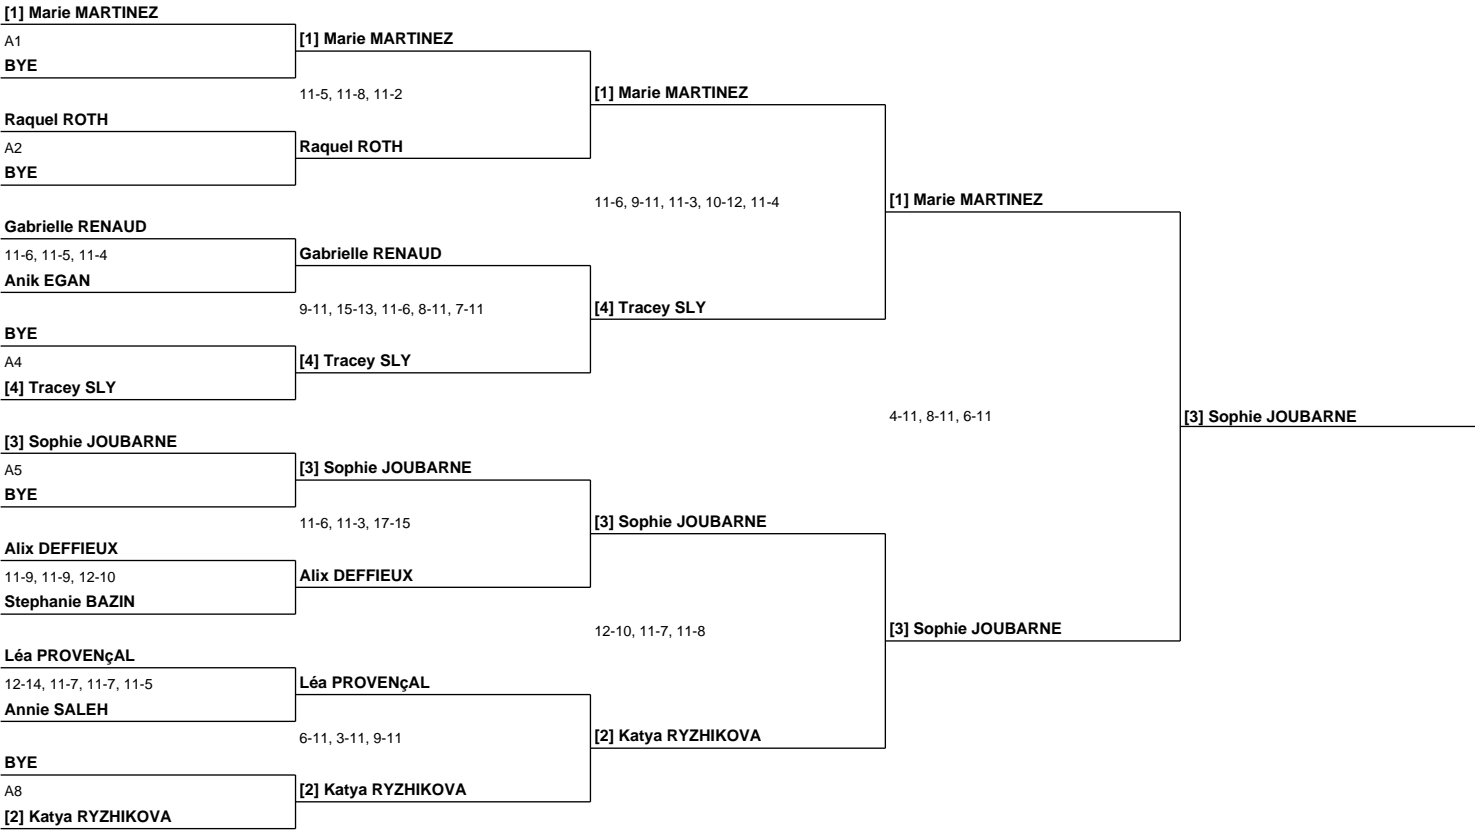 [1] Marie MARTINEZ
A1
BYE
Raquel ROTH
A2
BYE
Gabrielle RENAUD
11-6, 11-5, 11-4
Anik EGAN
BYE
A4
[4] Tracey SLY
[3] Sophie JOUBARNE
A5
BYE
Alix DEFFIEUX
11-9, 11-9, 12-10
Stephanie BAZIN
Léa PROVENçAL
12-14, 11-7, 11-7, 11-5
Annie SALEH
BYE
A8
[2] Katya RYZHIKOVA
[1] Marie MARTINEZ
11-5, 11-8, 11-2
Raquel ROTH
Gabrielle RENAUD
9-11, 15-13, 11-6, 8-11, 7-11
[4] Tracey SLY
[3] Sophie JOUBARNE
11-6, 11-3, 17-15
Alix DEFFIEUX
Léa PROVENçAL
6-11, 3-11, 9-11
[2] Katya RYZHIKOVA
[1] Marie MARTINEZ
11-6, 9-11, 11-3, 10-12, 11-4
[4] Tracey SLY
[3] Sophie JOUBARNE
12-10, 11-7, 11-8
[2] Katya RYZHIKOVA
[1] Marie MARTINEZ
4-11, 8-11, 6-11
[3] Sophie JOUBARNE
[3] Sophie JOUBARNE